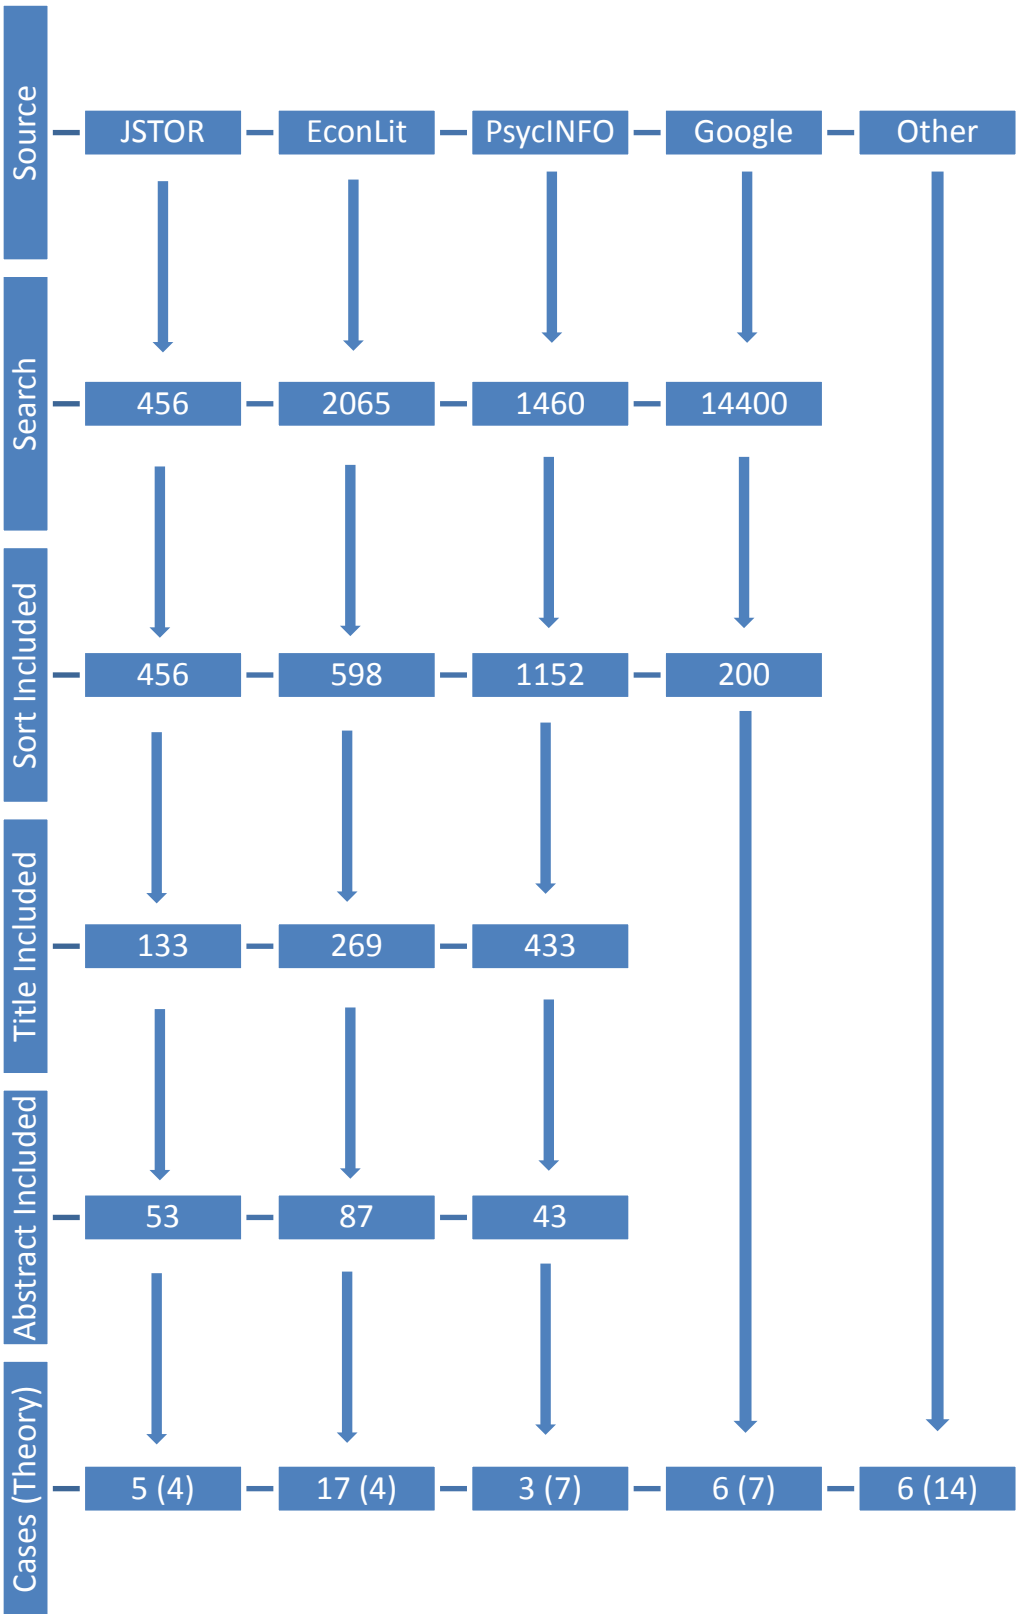 Source
JSTOR
EconLit
PsycINFO
Google
Other
Search
456
2065
1460
14400
Sort Included
456
598
1152
200
Title Included
133
269
433
Abstract Included
53
87
43
Cases (Theory)
5 (4)
17 (4)
3 (7)
6 (7)
6 (14)